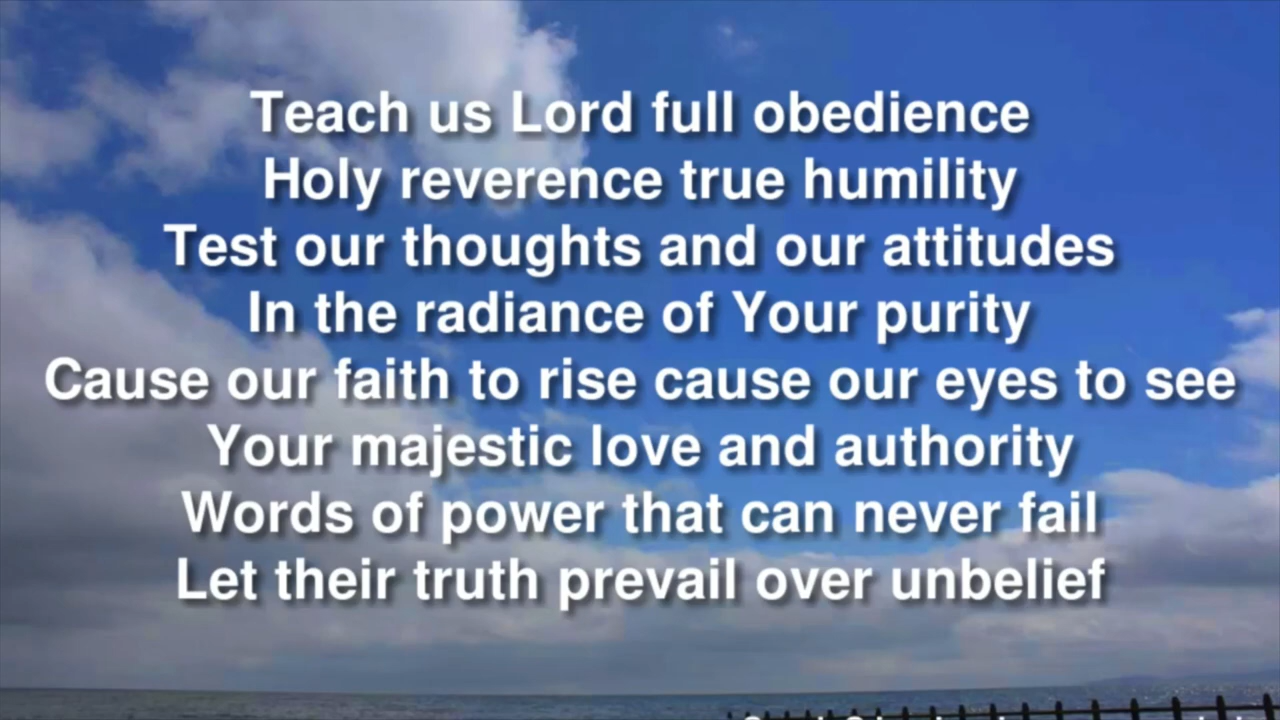 Teach us Lord full obedience
Holy reverence true humility
Test our thoughts and our attitudes
In the radiance of Your purity
Cause our faith to rise cause our eyes to see
Your majestic love and authority
Words of power that can never fail
Let their truth prevail over unbelief